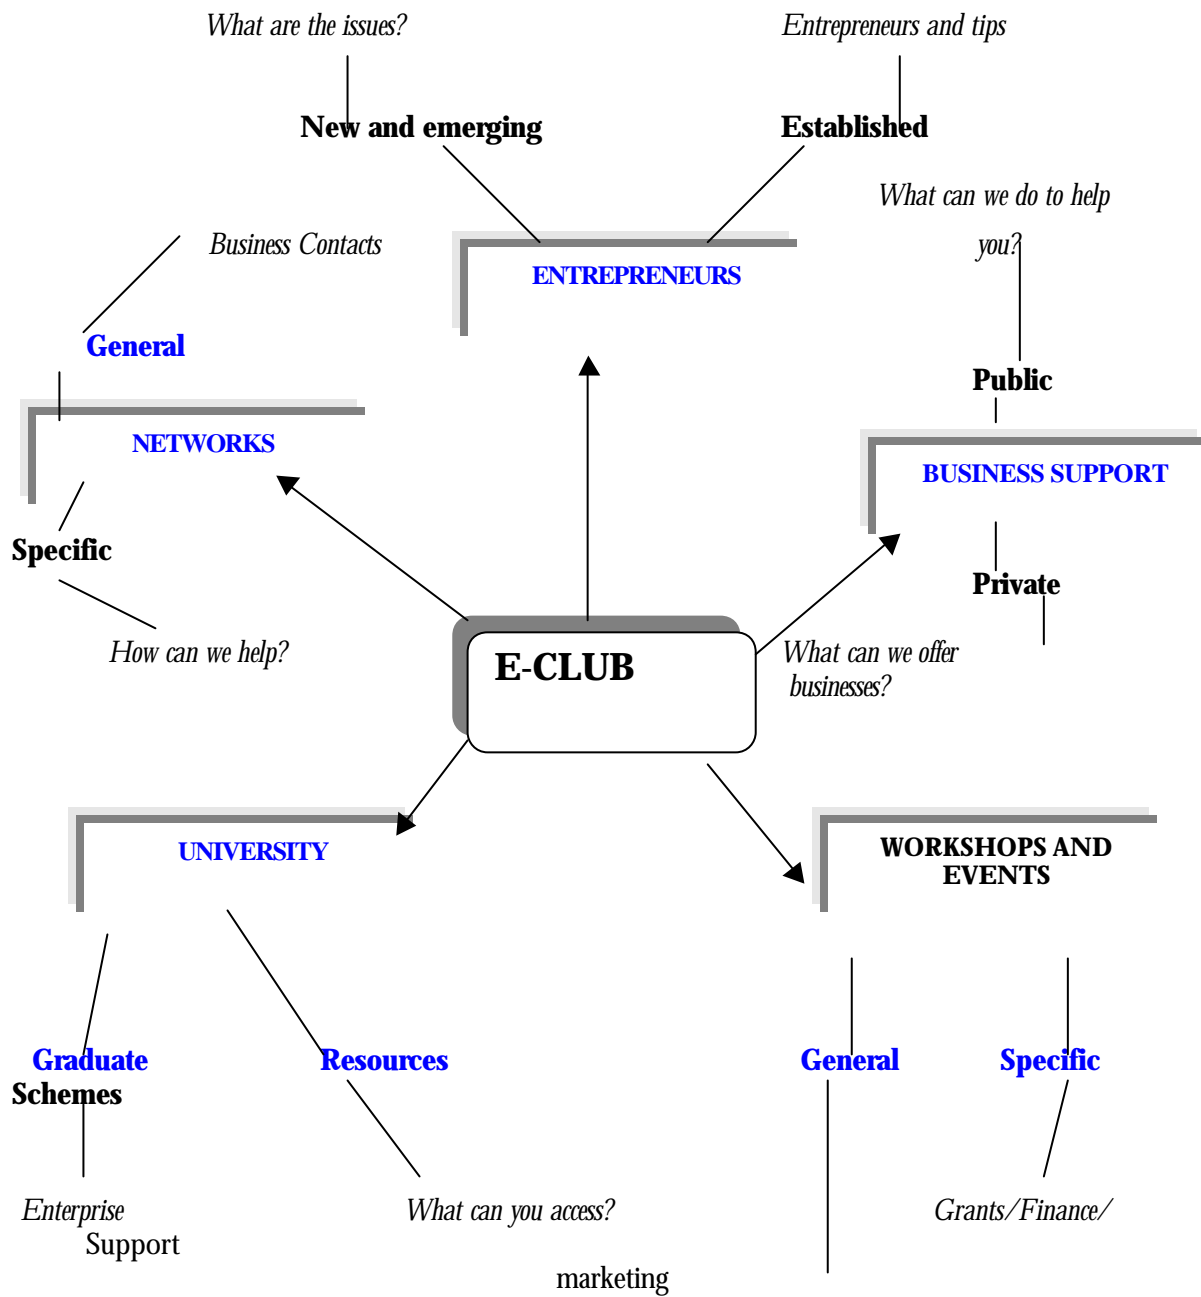 What are the issues?
Entrepreneurs and tips
New and emerging
Established
What can we do to help
you?
Business Contacts
ENTREPRENEURS
General
Public
NETWORKS
BUSINESS SUPPORT
Specific
Private
How can we help?
E-CLUB
What can we offer
businesses?
UNIVERSITY
WORKSHOPS AND
EVENTS
Graduate
Schemes
Resources
General
Specific
Enterprise
Support
What can you access?
Grants/Finance/
marketing